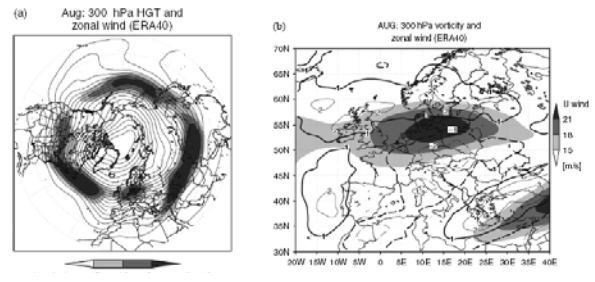 (a)
Aug: 300 hPa HGT and
zonal wind (ERA40)
(b)
AUG: 300 hPa vorticity and
zonal wind (ERA40)
70N
65N
60N
55N
50N
45N
40N
35N
30N
20W 15W 10W 5W 0 5E 10E 15E 20E 25E 30E 35E 40E
U wind
21
18
15
[m/s]